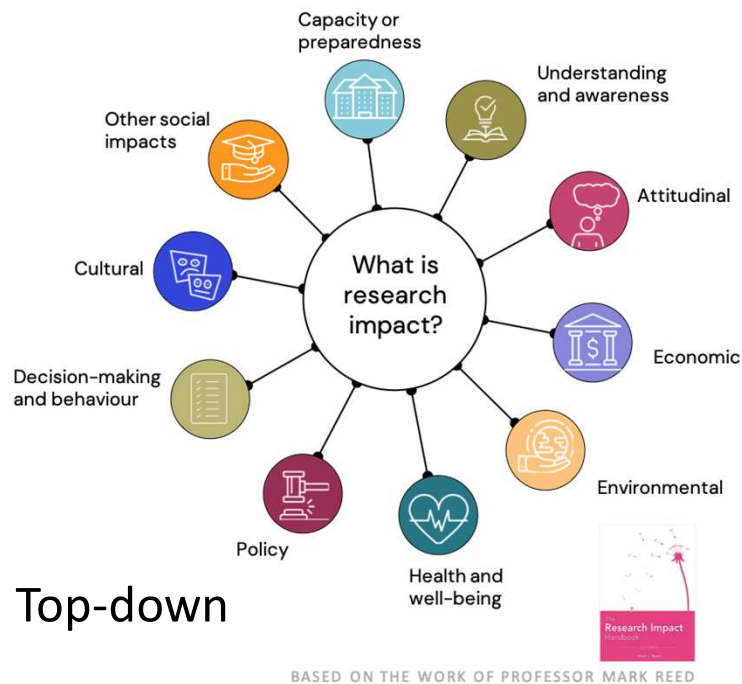 Capacity or
preparedness
Understanding
and awareness
Other social
impacts
Attitudinal
What is
research
impact?
Cultural
$
Economic
Decision-making
and behaviour
Environmental
Policy
Health and
well-being
The
Research Impact
Handbook
Top-down
BASED ON THE WORK OF PROFESSOR MARK REED